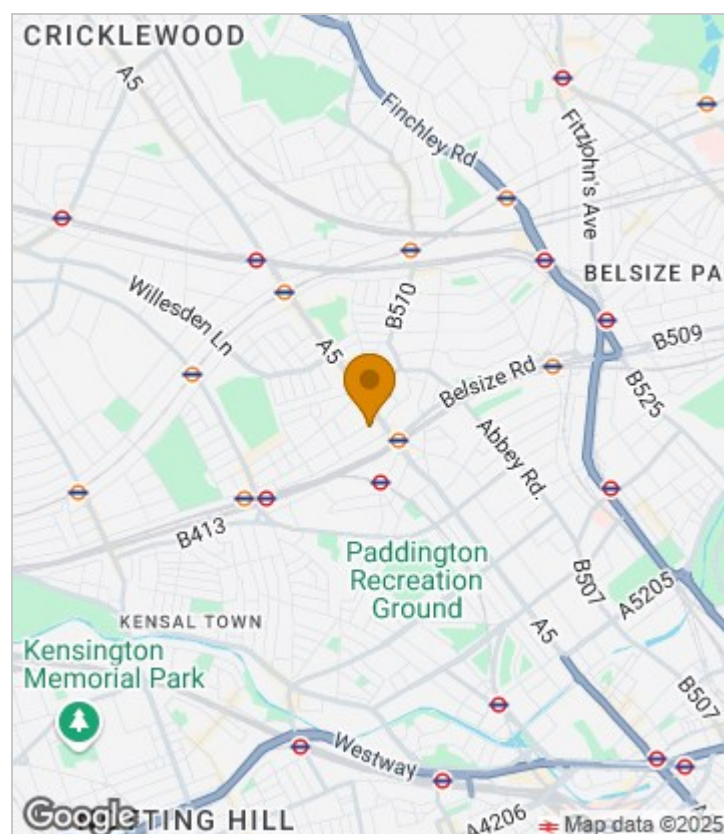 CRICKLEWOOD
A5
Finchley Rd
Fitzjohn's Ave
BELSIZE PA
Willesden Ln
B510
A5
B509
Belsize Rd
B525
Abbey Rd.
B413
Paddington
Recreation
Ground
B507
A5205
KENSAL TOWN
A5
Kensington
Memorial Park
B507
Westway
Google
TING HILL
A4206
Map data ©2025